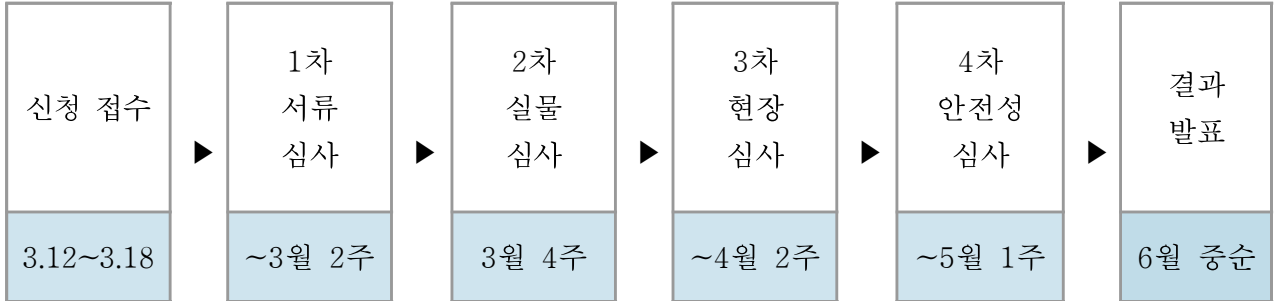 신청 접수
3.12~3.18
▶
1차
서류
심사
~3월 2주
▶
2차
실물
심사
3월 4주
▶
3차
현장
심사
~4월 2주
▶
4차
안전성
심사
~5월 1주
▶
결과
발표
6월 중순